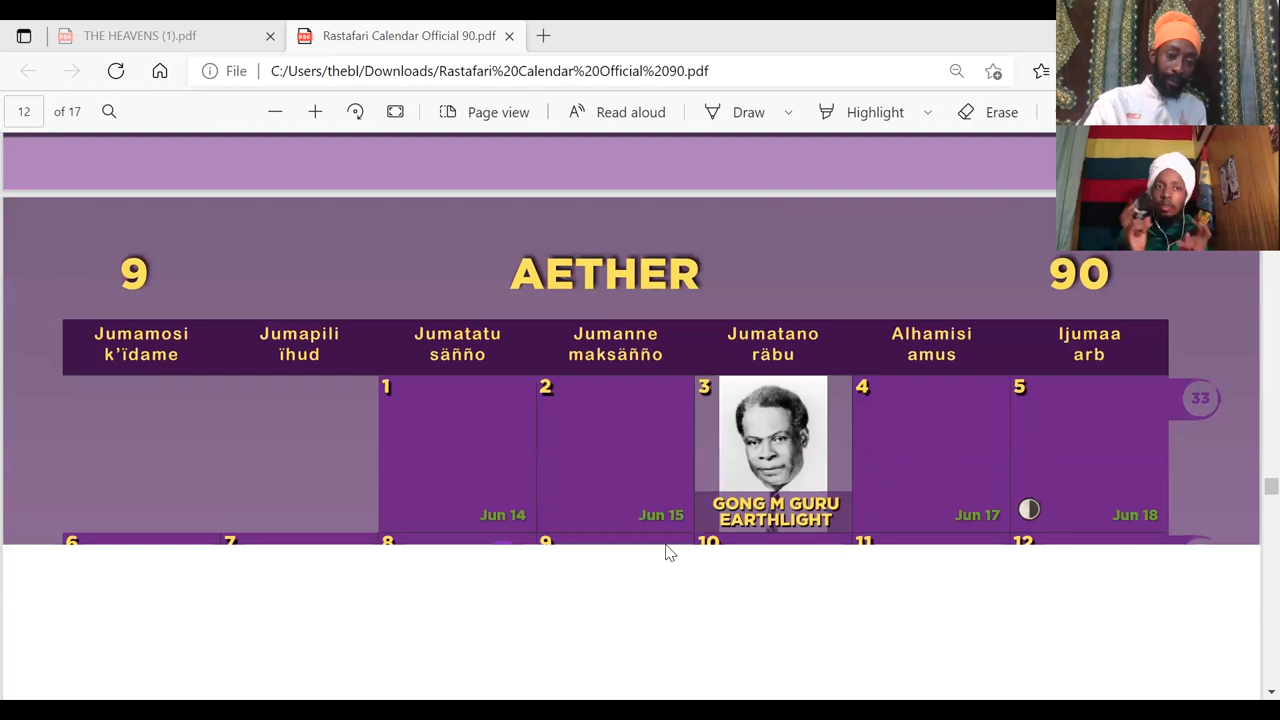 THE HEAVENS (1).pdf
Rastafari Calendar Official 90.pdf
File
C:/Users/thebl/Downloads/Rastafari%20Calendar%20Official%2090.pdf
12 of 17
Page view
Read aloud
Draw
Highlight
Erase
9 AETHER 90
Jumamosi Jumapili Jumatatu Jumanne Jumatano Alhamisi Ijumaa
k'ïdame ïhud säñño maksäñño räbu amus arb
1 2 3 4 5
33
GONG M GURU
EARTHLIGHT
Jun 14 Jun 15 Jun 17 Jun 18
6 7 8 9 10 11 12